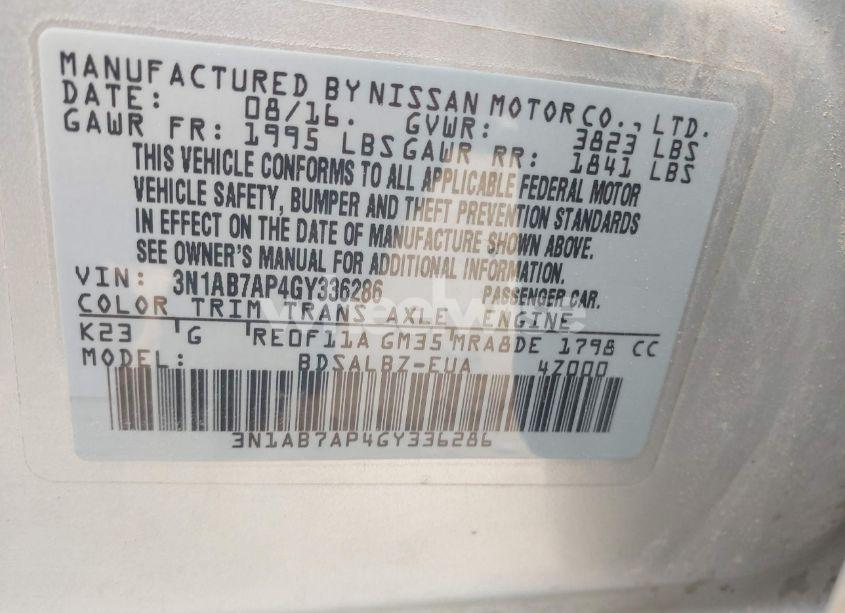 MANUFACTURED BY NISSAN MOTOR CO., LTD.
DATE: 08/16. GVWR: 3823 LBS
GAWR FR: 1995 LBS GAWR RR: 1841 LBS
THIS VEHICLE CONFORMS TO ALL APPLICABLE FEDERAL MOTOR
VEHICLE SAFETY, BUMPER AND THEFT PREVENTION STANDARDS
IN EFFECT ON THE DATE OF MANUFACTURE SHOWN ABOVE.
SEE OWNER'S MANUAL FOR ADDITIONAL INFORMATION.
VIN: 3N1AB7AP4GY336286 PASSENGER CAR.
COLOR TRIM TRANS AXLE ENGINE
K23 G RE0F11A GM35 MRA8DE 1798 CC
MODEL: BDSALBZ-EUA 4Z000
3N1AB7AP4GY336286